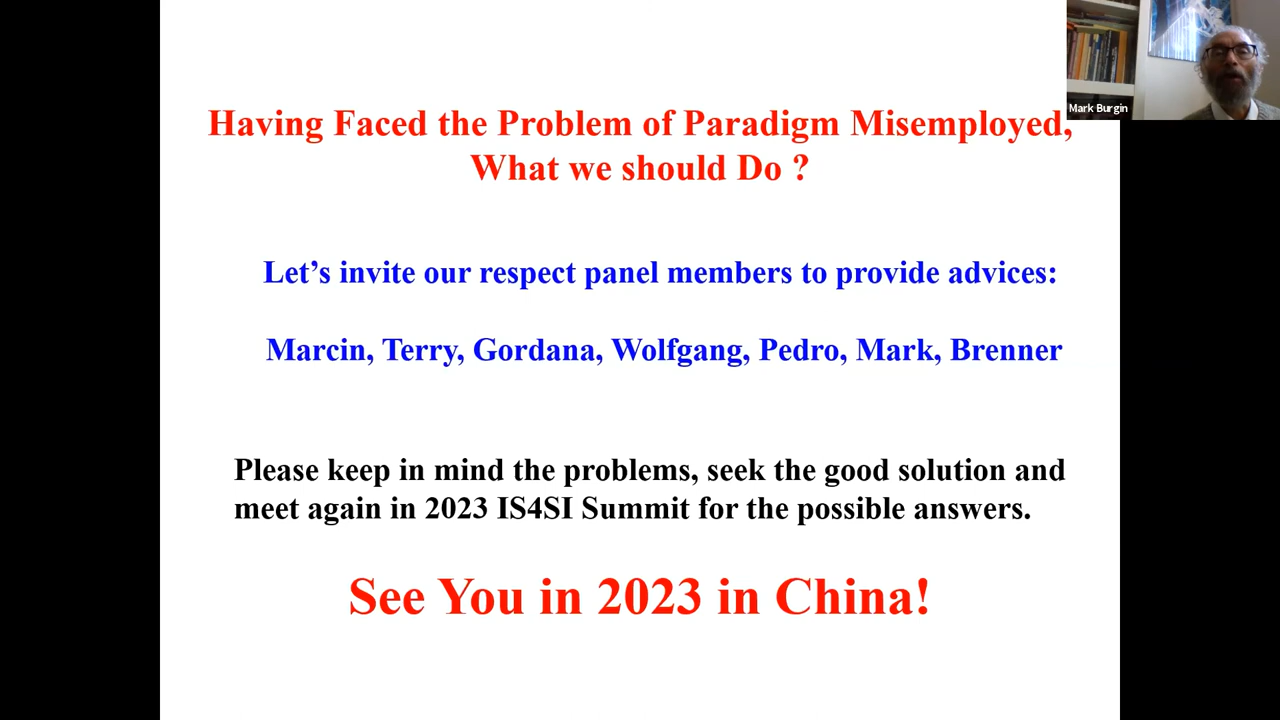 Having Faced the Problem of Paradigm Misemployed,
What we should Do ?
Let’s invite our respect panel members to provide advices:
Marcin, Terry, Gordana, Wolfgang, Pedro, Mark, Brenner
Please keep in mind the problems, seek the good solution and
meet again in 2023 IS4SI Summit for the possible answers.
See You in 2023 in China!
Mark Burgin